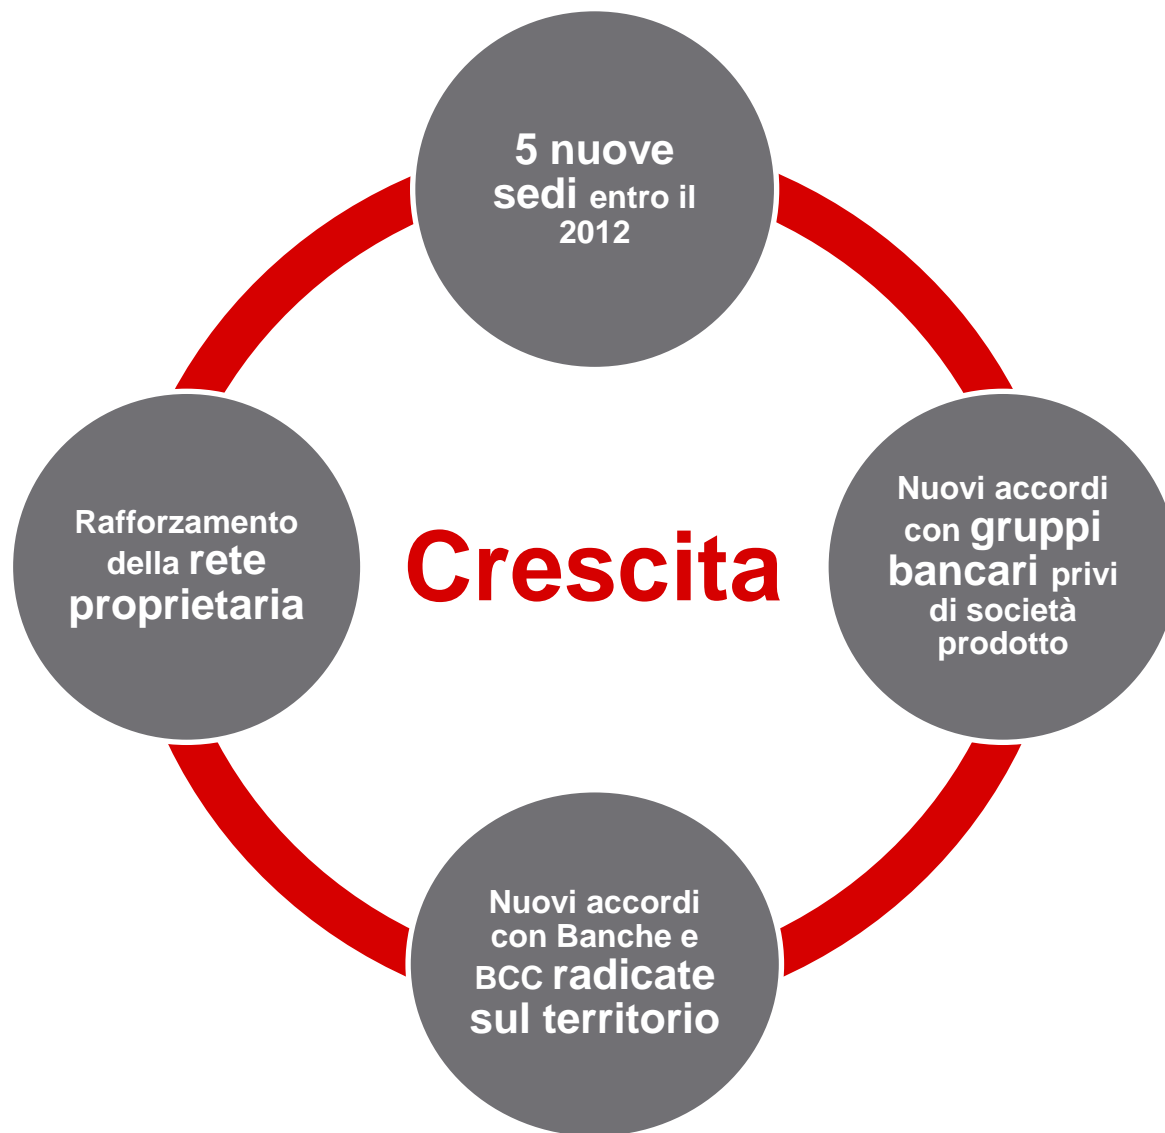 5 nuove
sedi entro il
2012
Rafforzamento
della rete
proprietaria
Crescita
Nuovi accordi
con gruppi
bancari privi
di società
prodotto
Nuovi accordi
con Banche e
BCC radicate
sul territorio